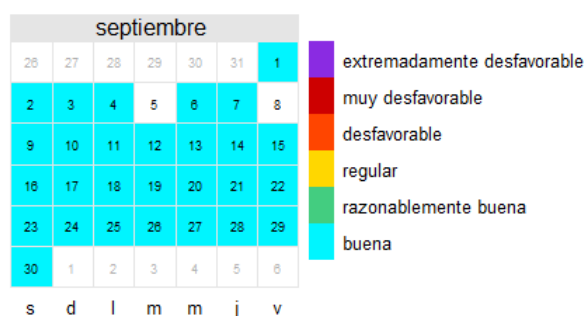 septiembre
26 27 28 29 30 31 1
2 3 4 5 6 7 8
9 10 11 12 13 14 15
16 17 18 19 20 21 22
23 24 25 26 27 28 29
30 1 2 3 4 5 6
s d l m m j v
extremadamente desfavorable
muy desfavorable
desfavorable
regular
razonablemente buena
buena